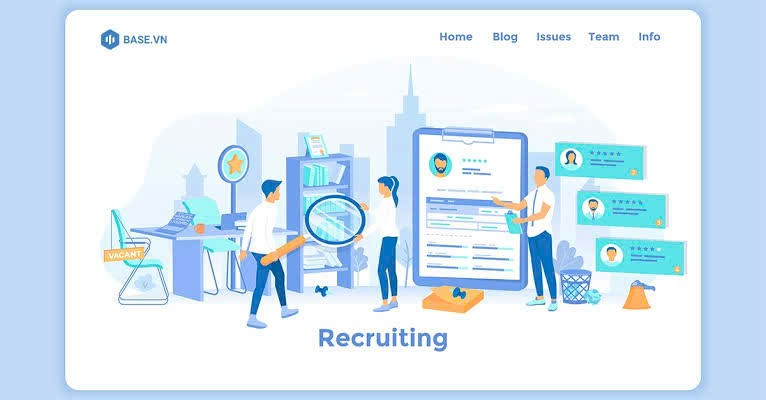 BASE.VN
Home Blog Issues Team Info
VACANT
Recruiting